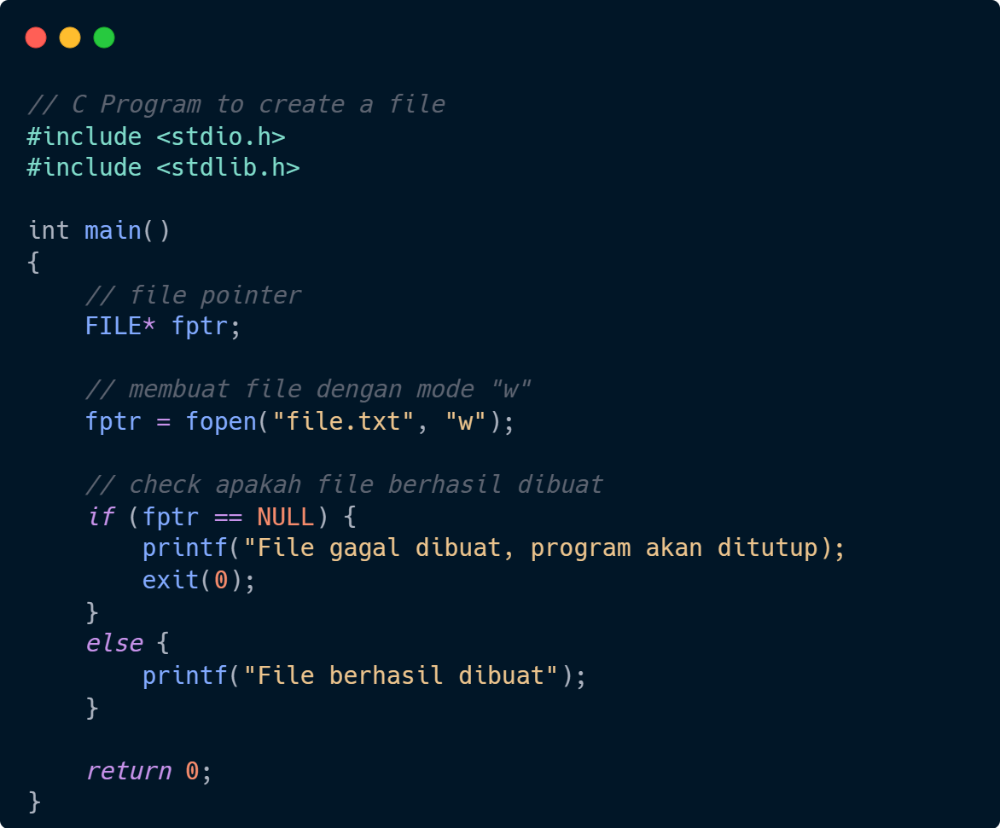 // C Program to create a file
#include <stdio.h>
#include <stdlib.h>
int main()
{
// file pointer
FILE* fptr;
// membuat file dengan mode "w"
fptr = fopen("file.txt", "w");
// check apakah file berhasil dibuat
if (fptr == NULL) {
printf("File gagal dibuat, program akan ditutup);
exit(0);
}
else {
printf("File berhasil dibuat");
}
return 0;
}